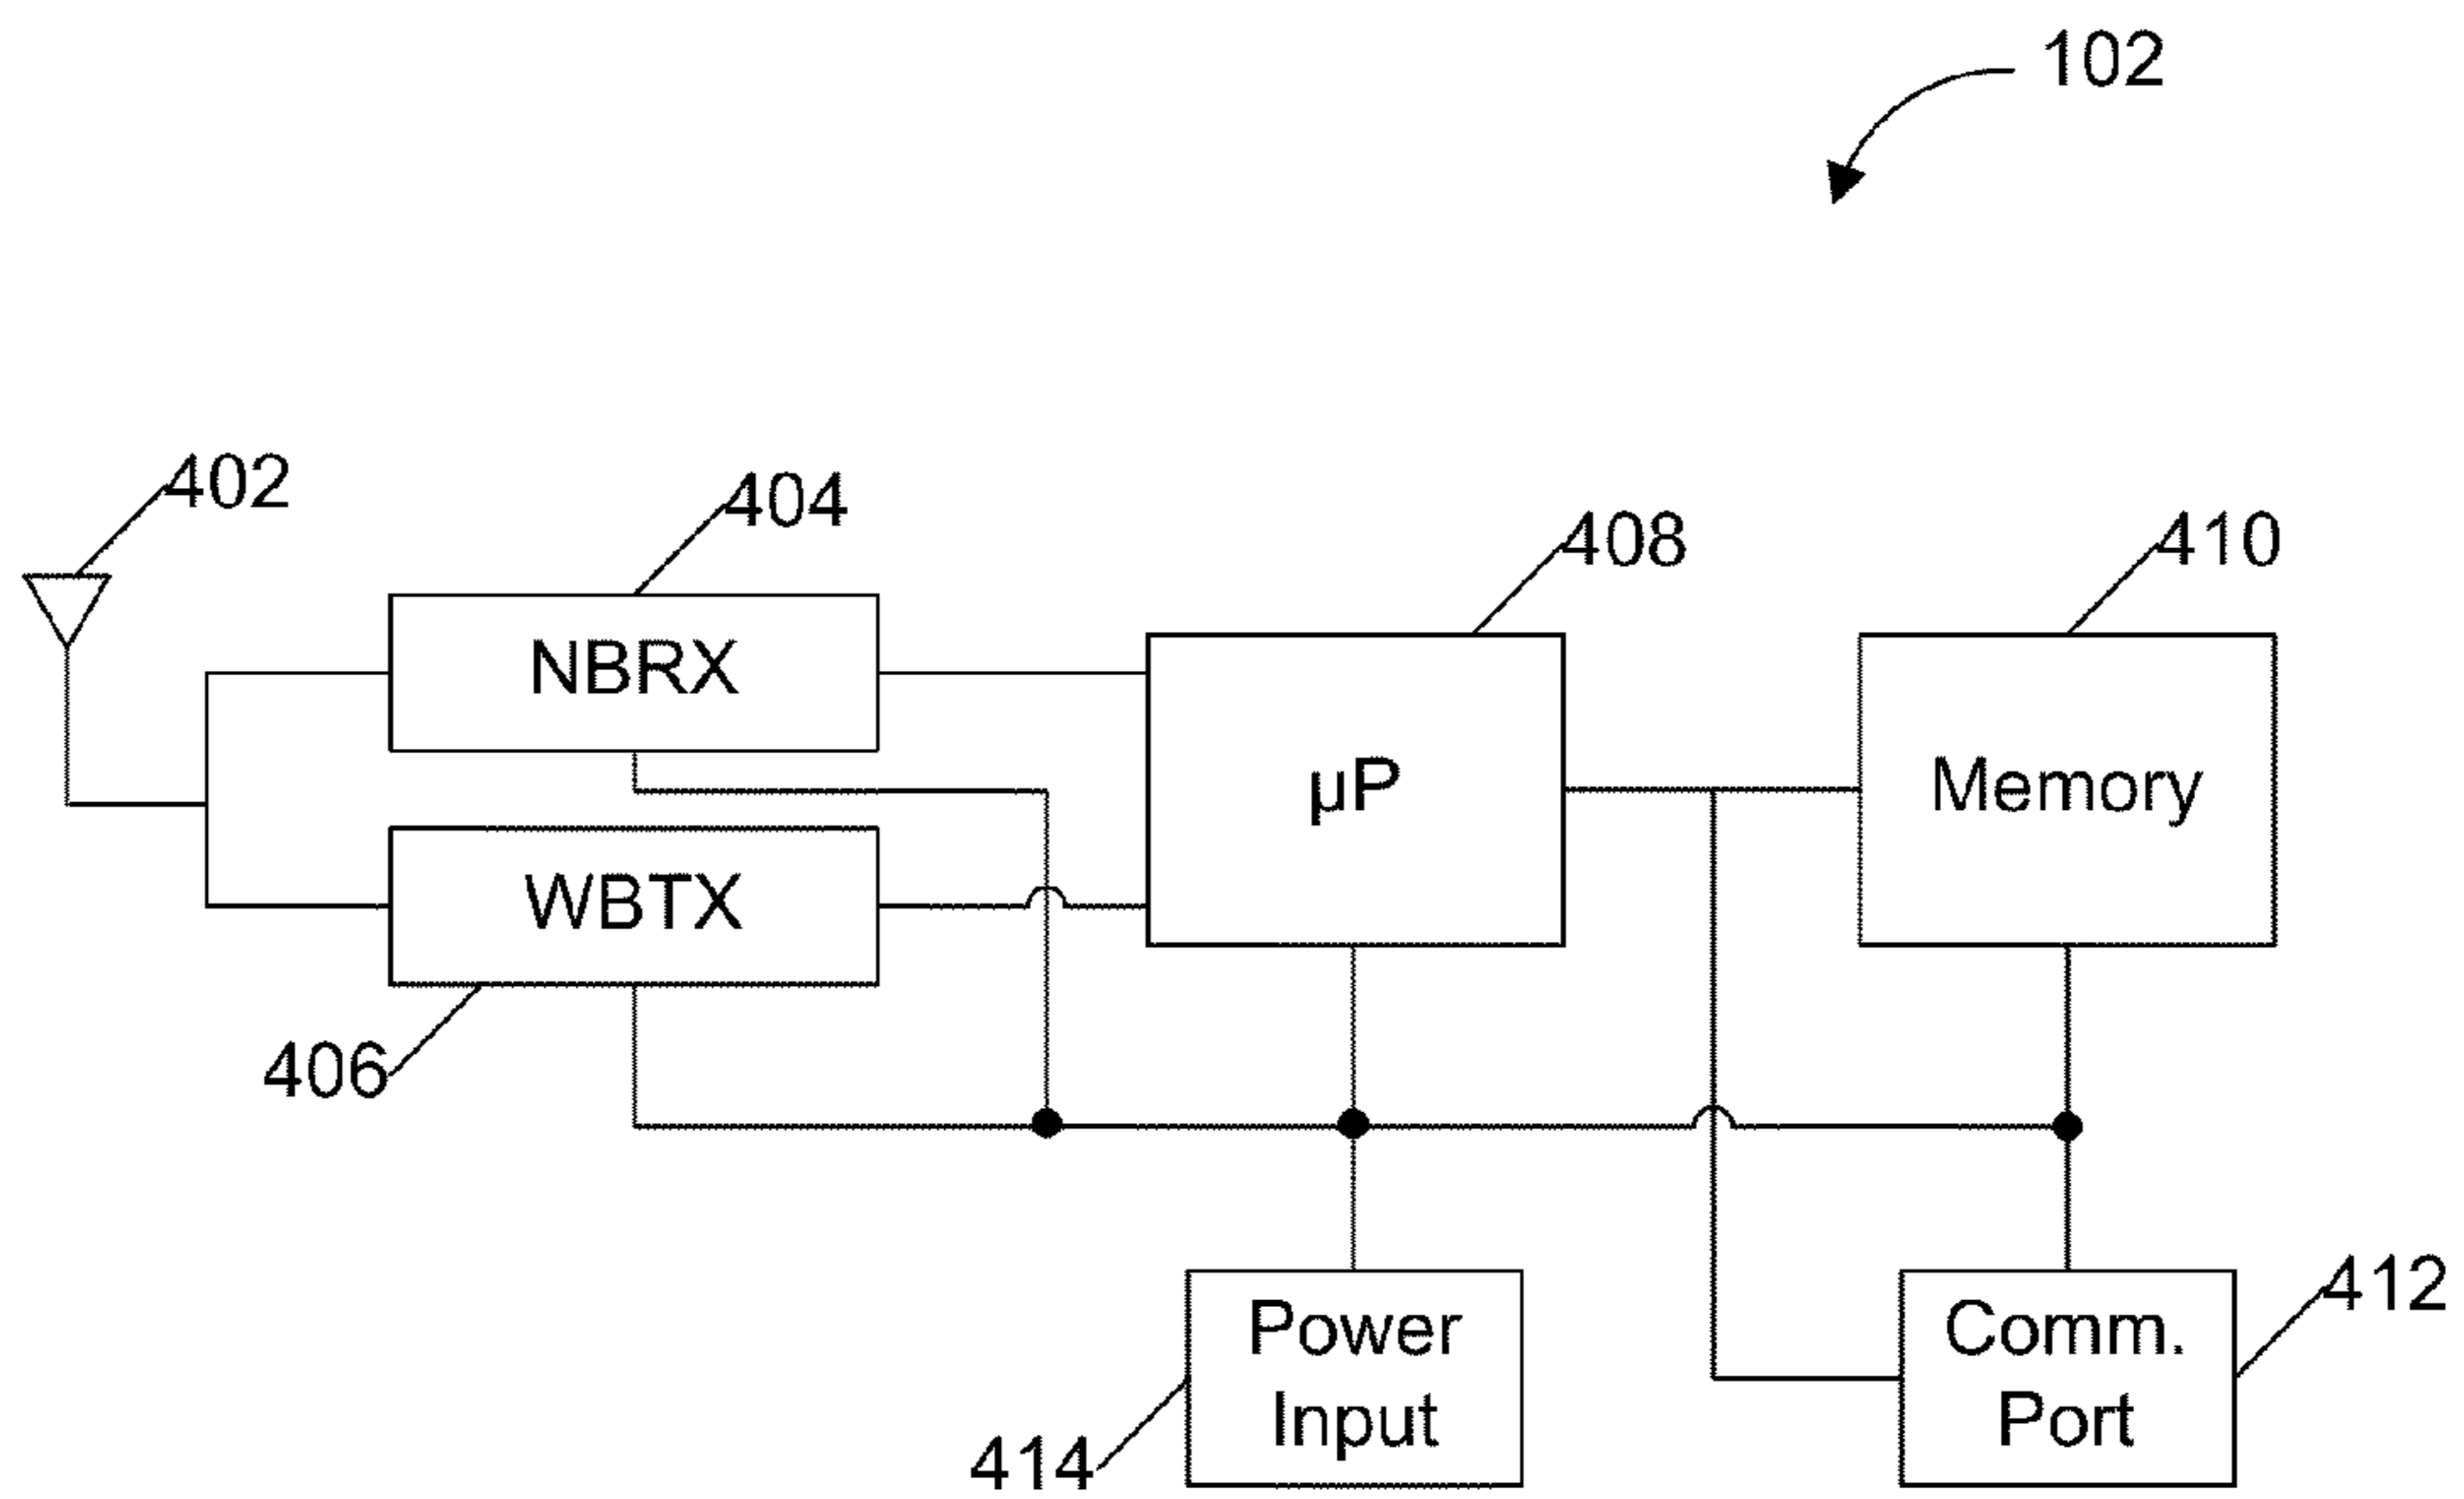 102
402
404
408
410
NBRX
µP
Memory
WBTX
406
Power
Input
Comm.
Port
412
414